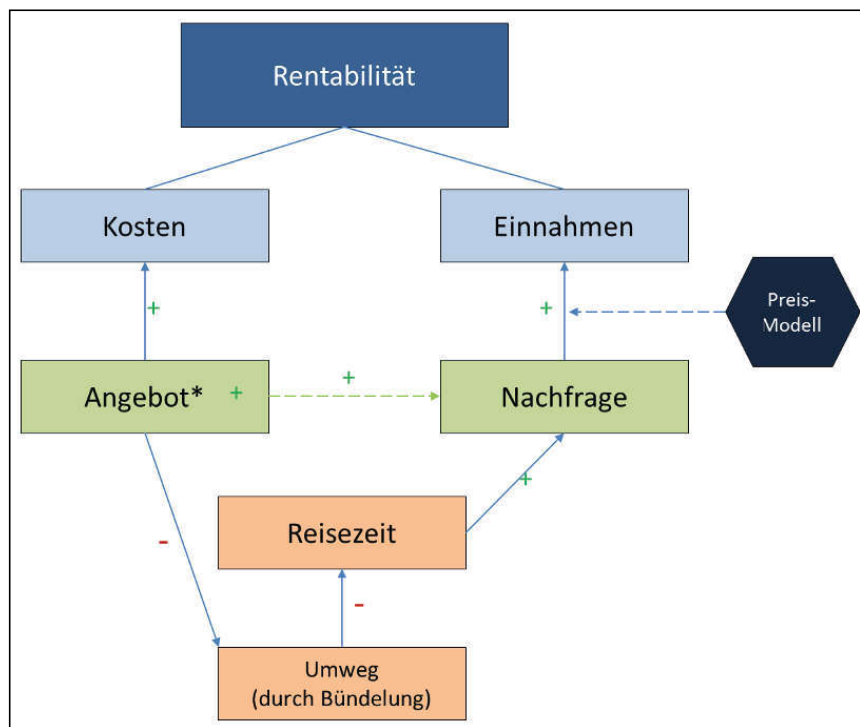 Rentabilität
Kosten
Einnahmen
+
+
Preis-
Modell
Angebot* +
+
Nachfrage
+
-
Reisezeit
-
Umweg
(durch Bündelung)